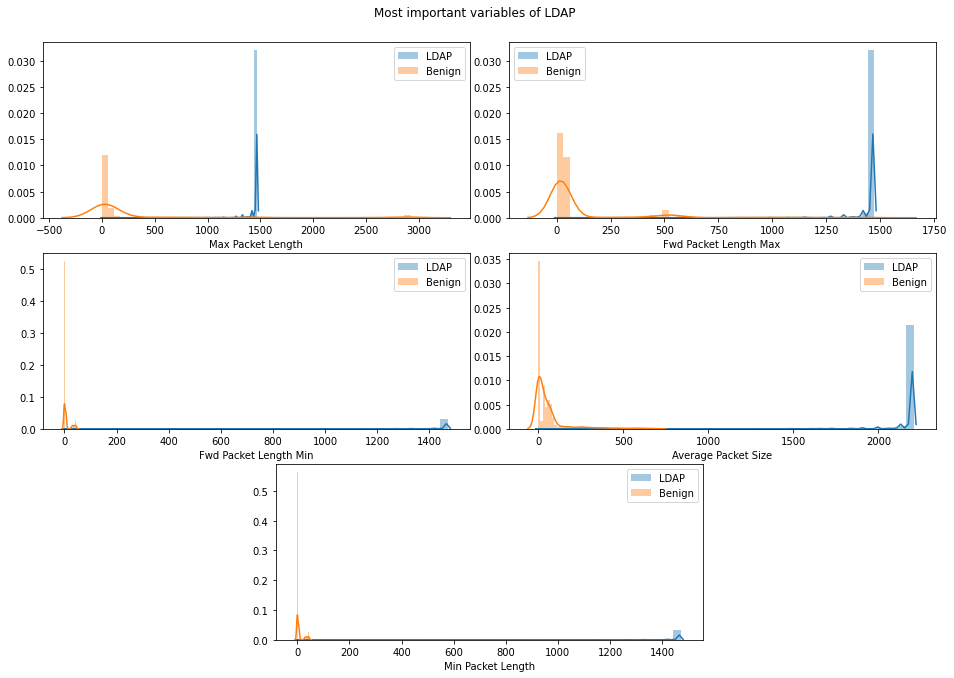 Most important variables of LDAP
0.030
0.025
0.020
0.015
0.010
0.005
0.000
−500 0 500 1000 1500 2000 2500 3000
Max Packet Length
LDAP
Benign
0.030
0.025
0.020
0.015
0.010
0.005
0.000
0 250 500 750 1000 1250 1500 1750
Fwd Packet Length Max
LDAP
Benign
0.5
0.4
0.3
0.2
0.1
0.0
0 200 400 600 800 1000 1200 1400
Fwd Packet Length Min
LDAP
Benign
0.035
0.030
0.025
0.020
0.015
0.010
0.005
0.000
0 500 1000 1500 2000
Average Packet Size
LDAP
Benign
0.5
0.4
0.3
0.2
0.1
0.0
0 200 400 600 800 1000 1200 1400
Min Packet Length
LDAP
Benign